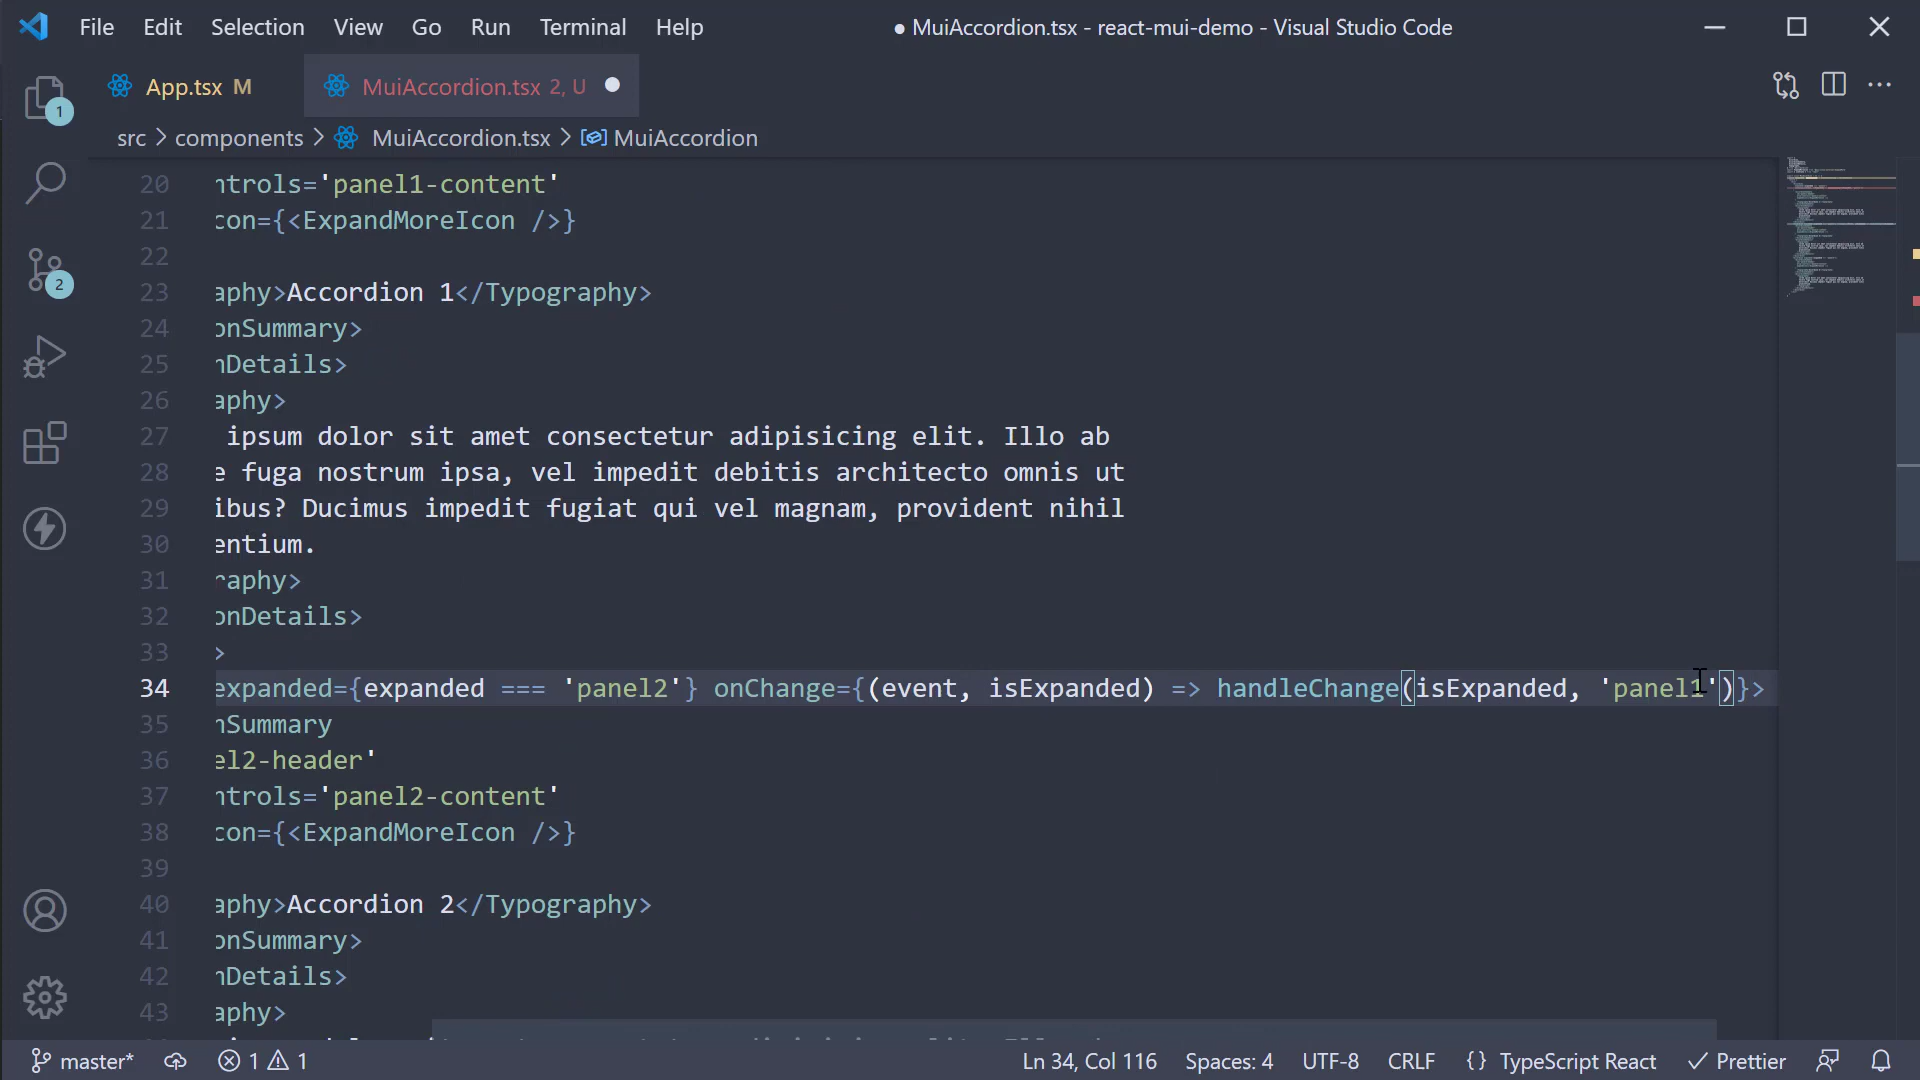 File Edit Selection View Go Run Terminal Help
● MuiAccordion.tsx - react-mui-demo - Visual Studio Code
App.tsx M
MuiAccordion.tsx 2, U
1
src > components > MuiAccordion.tsx > MuiAccordion
20 ntrols='panel1-content'
21 con={<ExpandMoreIcon />}
22
23 aphy>Accordion 1</Typography>
24 onSummary>
25 nDetails>
26 aphy>
27 ipsum dolor sit amet consectetur adipisicing elit. Illo ab
28 e fuga nostrum ipsa, vel impedit debitis architecto omnis ut
29 ibus? Ducimus impedit fugiat qui vel magnam, provident nihil
30 entium.
31 raphy>
32 onDetails>
33 >
34 expanded={expanded === 'panel2'} onChange={(event, isExpanded) => handleChange(isExpanded, 'panel1')}>
35 nSummary
36 el2-header'
37 ntrols='panel2-content'
38 con={<ExpandMoreIcon />}
39
40 aphy>Accordion 2</Typography>
41 onSummary>
42 nDetails>
43 aphy>
2
master* 1 1 Ln 34, Col 116 Spaces: 4 UTF-8 CRLF {} TypeScript React ✓ Prettier